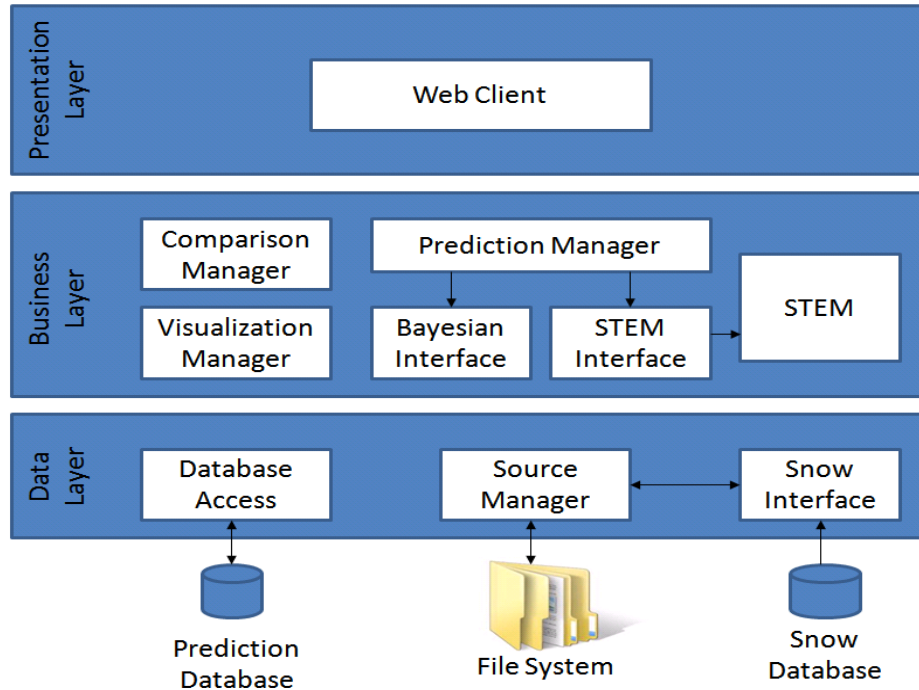 Presentation
Layer
Web Client
Business
Layer
Comparison
Manager
Prediction Manager
Visualization
Manager
Bayesian
Interface
STEM
Interface
STEM
Data
Layer
Database
Access
Source
Manager
Snow
Interface
Prediction
Database
File System
Snow
Database